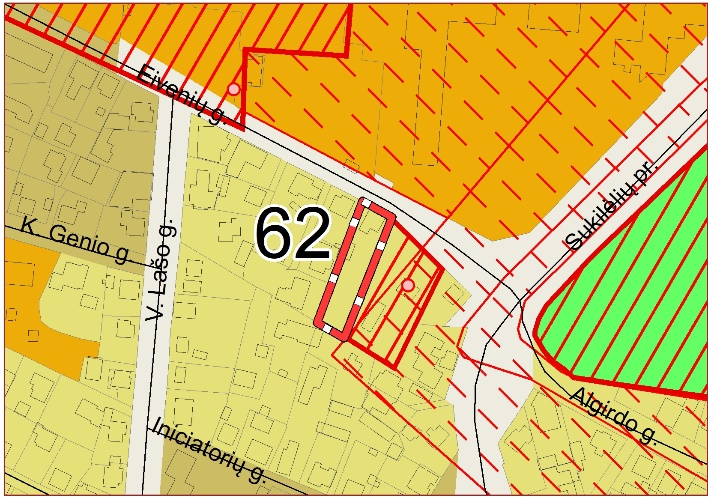 Eivenių g.
Sukilėlių pr.
62
K. Genio g.
V. Lašo g.
Algirdo g.
Iniciatorių g.